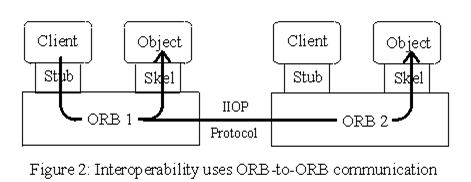 Client Object Client Object
Stub Skel Stub Skel
IIOP
ORB 1 ORB 2
Protocol
Figure 2: Interoperability uses ORB-to-ORB communication